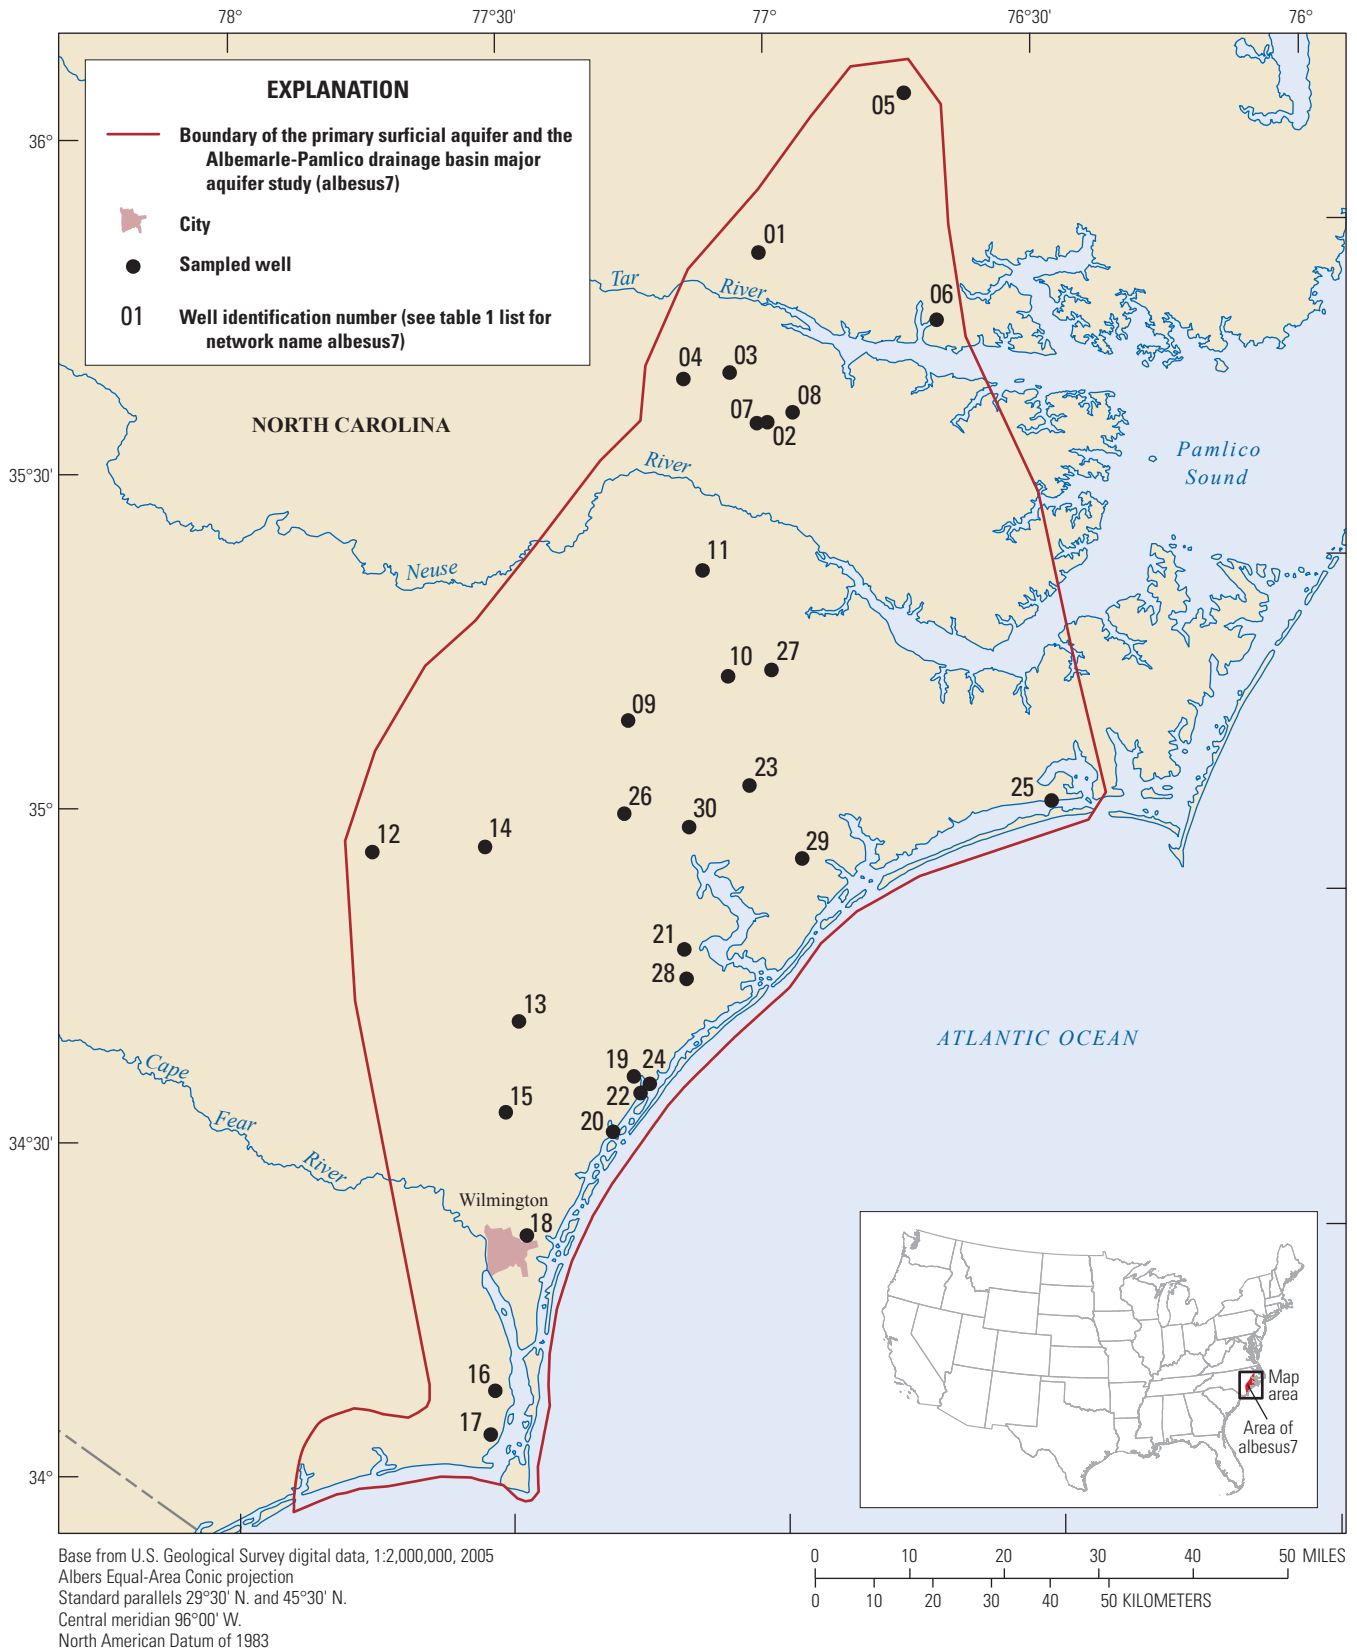 78°
77°30'
77°
76°30'
76°
EXPLANATION
Boundary of the primary surficial aquifer and the
Albemarle-Pamlico drainage basin major
aquifer study (albesus7)
City
Sampled well
01
Well identification number (see table 1 list for
network name albesus7)
36°
35°30'
35°
34°30'
34°
05
01
Tar
River
06
04
03
08
07
02
NORTH CAROLINA
Pamlico
Sound
River
Neuse
11
10
27
09
23
25
26
30
14
12
29
21
28
13
ATLANTIC OCEAN
19
24
22
15
20
Cape
Fear
River
Wilmington
18
16
17
Map
area
Area of
albesus7
Base from U.S. Geological Survey digital data, 1:2,000,000, 2005
Albers Equal-Area Conic projection
Standard parallels 29°30' N. and 45°30' N.
Central meridian 96°00' W.
North American Datum of 1983
0 10 20 30 40 50 MILES
0 10 20 30 40 50 KILOMETERS